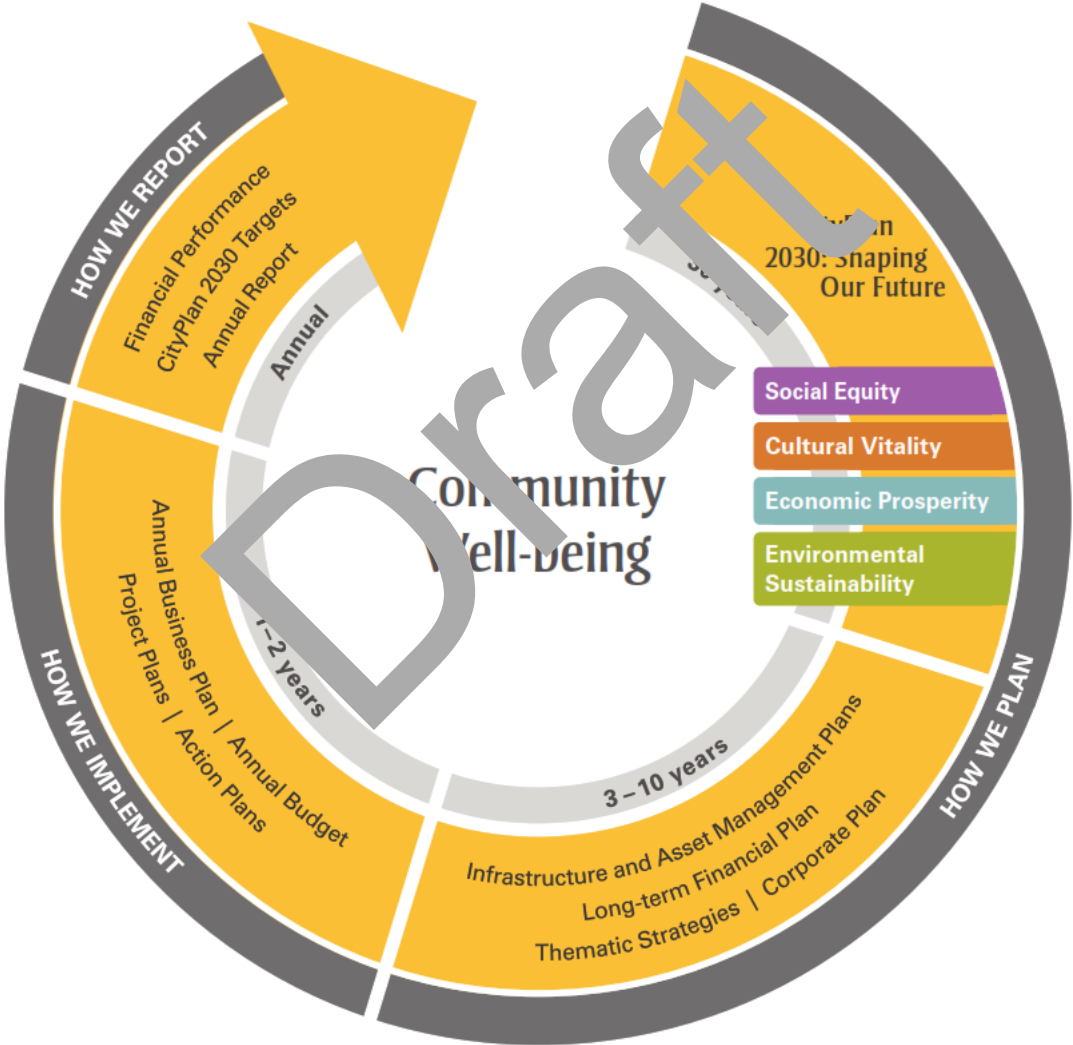 Draft
Community
Well-being
HOW WE PLAN
2030: Shaping
Our Future
Social Equity
Cultural Vitality
Economic Prosperity
Environmental
Sustainability
3–10 years
Infrastructure and Asset Management Plans
Long-term Financial Plan
Thematic Strategies | Corporate Plan
HOW WE IMPLEMENT
1–2 years
Annual Business Plan | Annual Budget
Project Plans | Action Plans
HOW WE REPORT
Annual
Financial Performance
CityPlan 2030 Targets
Annual Report